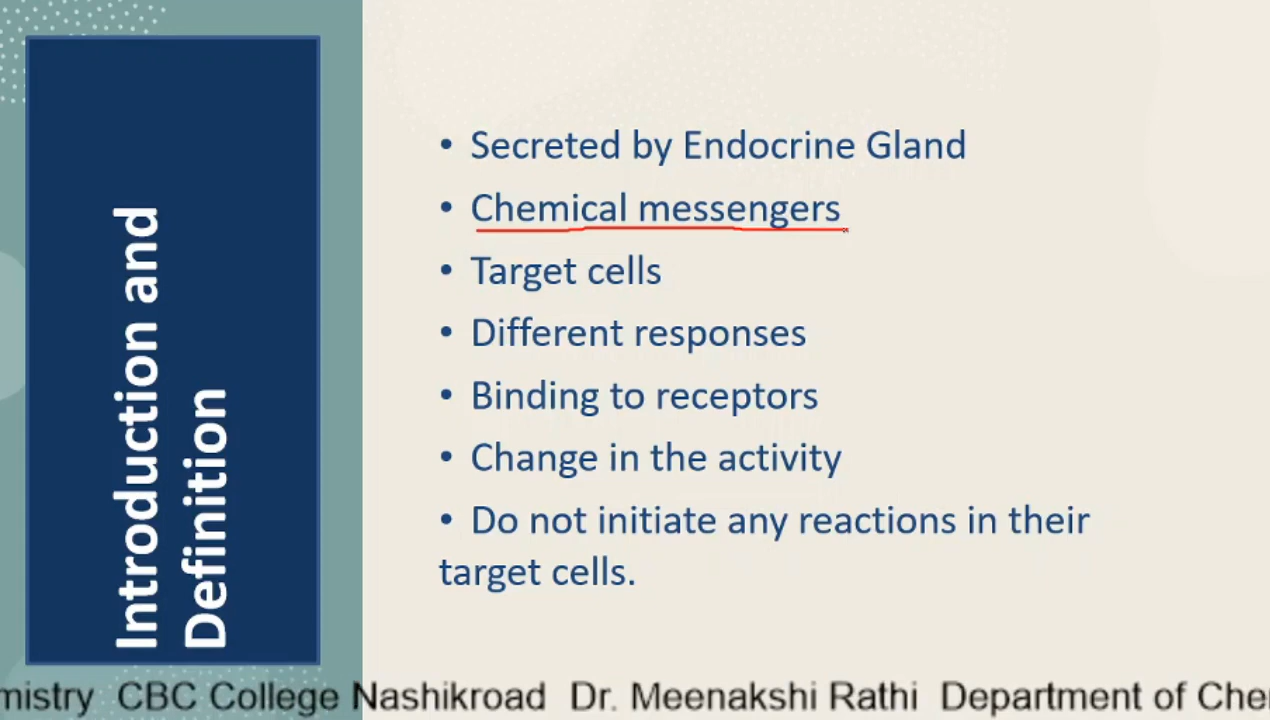 Introduction and
Definition
• Secreted by Endocrine Gland
• Chemical messengers
• Target cells
• Different responses
• Binding to receptors
• Change in the activity
• Do not initiate any reactions in their
target cells.
mistry CBC College Nashikroad Dr. Meenakshi Rathi Department of Che